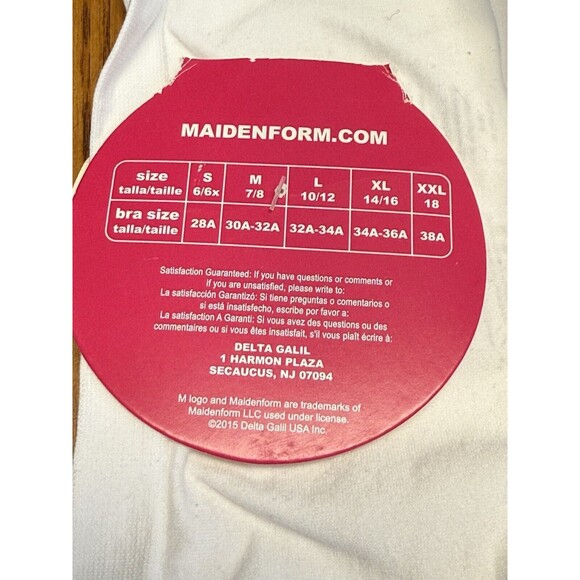 MAIDENFORM.COM
size talla/taille S 6/6x M 7/8 L 10/12 XL 14/16 XXL 18
bra size talla/taille 28A 30A-32A 32A-34A 34A-36A 38A
Satisfaction Guaranteed: If you have questions or comments or
if you are unsatisfied, please write to:
La satisfacción Garantizó: Si tiene preguntas o comentarios o
si está insatisfecho, escribe por favor a:
La satisfaction A Garanti: Si vous avez des questions ou des
commentaires ou si vous êtes insatisfait, s'il vous plaît écrire à:
DELTA GALIL
1 HARMON PLAZA
SECAUCUS, NJ 07094
M logo and Maidenform are trademarks of
Maidenform LLC used under license.
©2015 Delta Galil USA Inc.